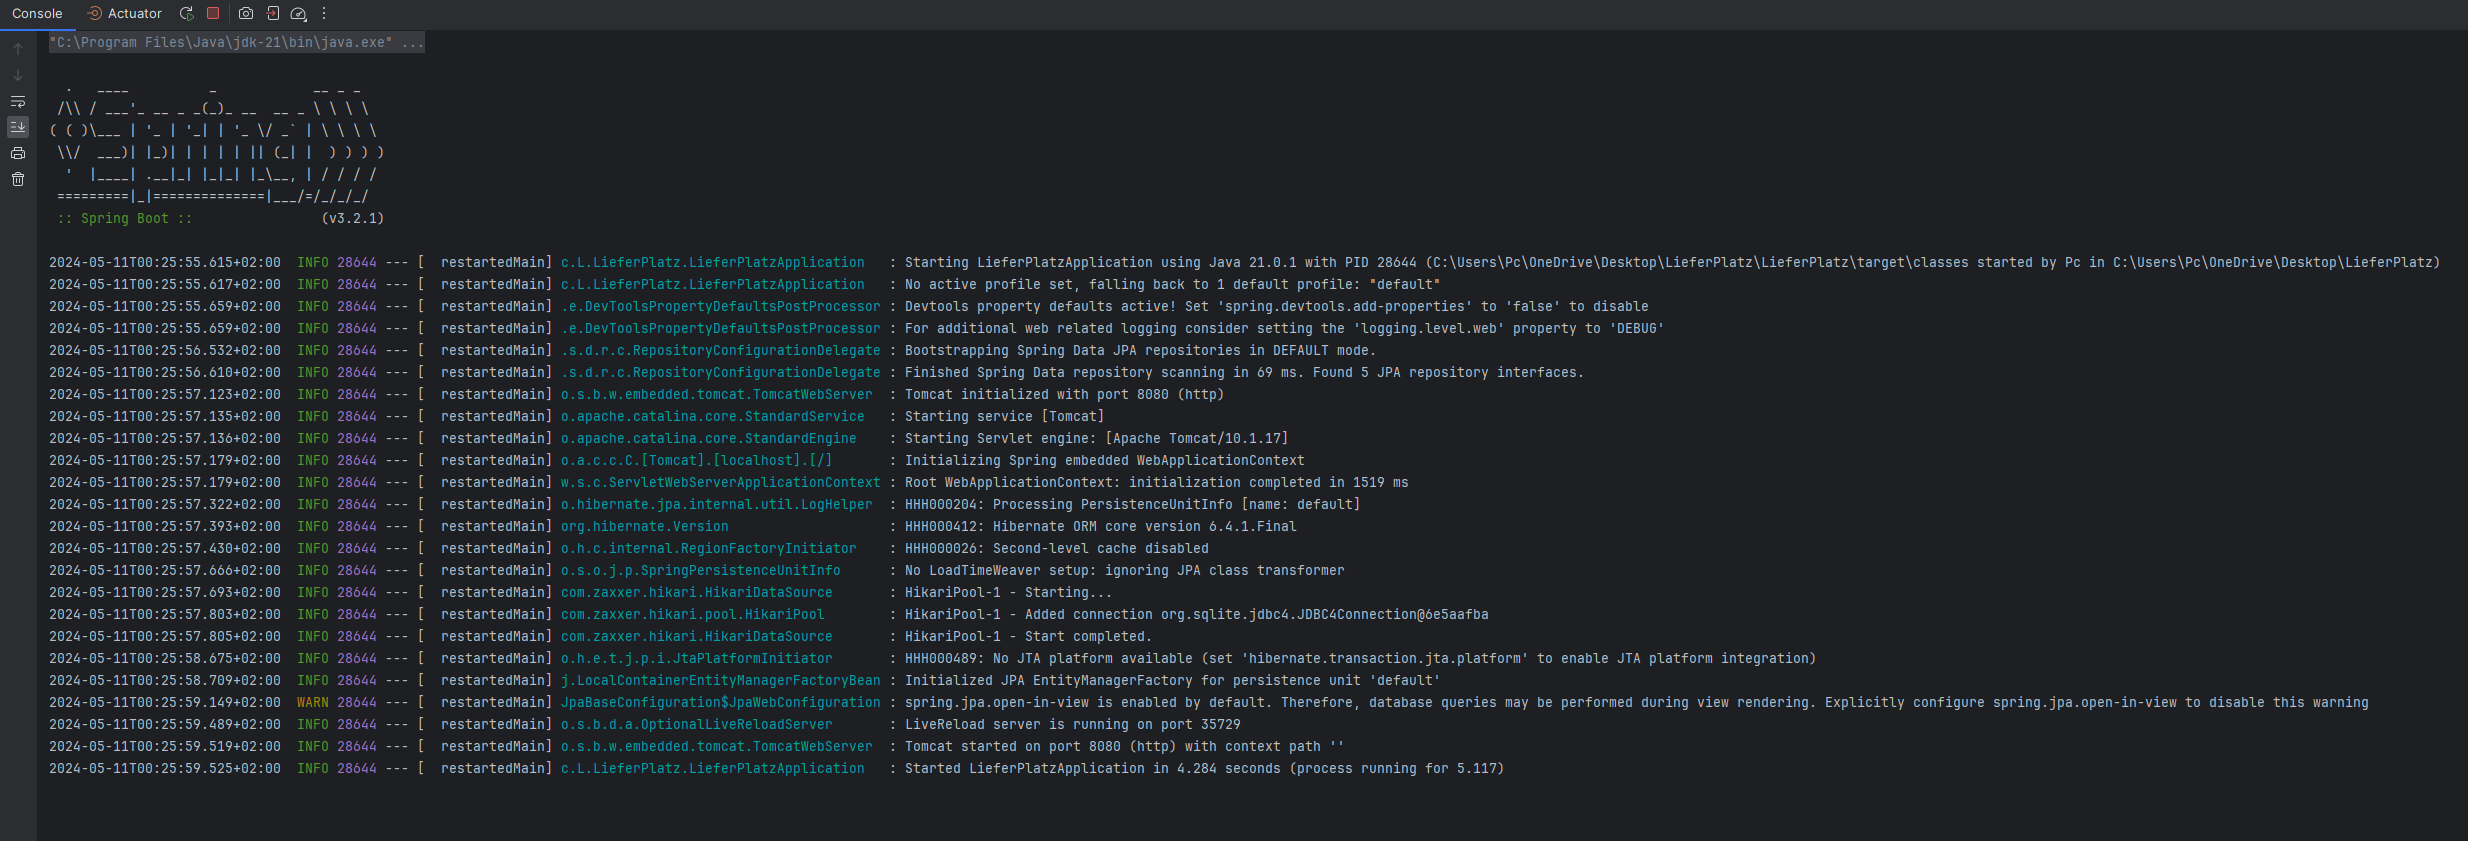 Console Actuator
"C:\Program Files\Java\jdk-21\bin\java.exe" ...
  .   ____          _            __ _ _
 /\\ / ___'_ __ _ _(_)_ __  __ _ \ \ \ \
( ( )\___ | '_ | '_| | '_ \/ _` | \ \ \ \
 \\/  ___)| |_)| | | | | || (_| |  ) ) ) )
  '  |____| .__|_| |_|_| |_\__, | / / / /
 =========|_|==============|___/=/_/_/_/
 :: Spring Boot ::                (v3.2.1)
2024-05-11T00:25:55.615+02:00  INFO 28644 --- [  restartedMain] c.L.LieferPlatz.LieferPlatzApplication   : Starting LieferPlatzApplication using Java 21.0.1 with PID 28644 (C:\Users\Pc\OneDrive\Desktop\LieferPlatz\LieferPlatz\target\classes started by Pc in C:\Users\Pc\OneDrive\Desktop\LieferPlatz)
2024-05-11T00:25:55.617+02:00  INFO 28644 --- [  restartedMain] c.L.LieferPlatz.LieferPlatzApplication   : No active profile set, falling back to 1 default profile: "default"
2024-05-11T00:25:55.659+02:00  INFO 28644 --- [  restartedMain] .e.DevToolsPropertyDefaultsPostProcessor : Devtools property defaults active! Set 'spring.devtools.add-properties' to 'false' to disable
2024-05-11T00:25:55.659+02:00  INFO 28644 --- [  restartedMain] .e.DevToolsPropertyDefaultsPostProcessor : For additional web related logging consider setting the 'logging.level.web' property to 'DEBUG'
2024-05-11T00:25:56.532+02:00  INFO 28644 --- [  restartedMain] .s.d.r.c.RepositoryConfigurationDelegate : Bootstrapping Spring Data JPA repositories in DEFAULT mode.
2024-05-11T00:25:56.610+02:00  INFO 28644 --- [  restartedMain] .s.d.r.c.RepositoryConfigurationDelegate : Finished Spring Data repository scanning in 69 ms. Found 5 JPA repository interfaces.
2024-05-11T00:25:57.123+02:00  INFO 28644 --- [  restartedMain] o.s.b.w.embedded.tomcat.TomcatWebServer  : Tomcat initialized with port 8080 (http)
2024-05-11T00:25:57.135+02:00  INFO 28644 --- [  restartedMain] o.apache.catalina.core.StandardService   : Starting service [Tomcat]
2024-05-11T00:25:57.136+02:00  INFO 28644 --- [  restartedMain] o.apache.catalina.core.StandardEngine    : Starting Servlet engine: [Apache Tomcat/10.1.17]
2024-05-11T00:25:57.179+02:00  INFO 28644 --- [  restartedMain] o.a.c.c.C.[Tomcat].[localhost].[/]       : Initializing Spring embedded WebApplicationContext
2024-05-11T00:25:57.179+02:00  INFO 28644 --- [  restartedMain] w.s.c.ServletWebServerApplicationContext : Root WebApplicationContext: initialization completed in 1519 ms
2024-05-11T00:25:57.322+02:00  INFO 28644 --- [  restartedMain] o.hibernate.jpa.internal.util.LogHelper  : HHH000204: Processing PersistenceUnitInfo [name: default]
2024-05-11T00:25:57.393+02:00  INFO 28644 --- [  restartedMain] org.hibernate.Version                    : HHH000412: Hibernate ORM core version 6.4.1.Final
2024-05-11T00:25:57.430+02:00  INFO 28644 --- [  restartedMain] o.h.c.internal.RegionFactoryInitiator    : HHH000026: Second-level cache disabled
2024-05-11T00:25:57.666+02:00  INFO 28644 --- [  restartedMain] o.s.o.j.p.SpringPersistenceUnitInfo      : No LoadTimeWeaver setup: ignoring JPA class transformer
2024-05-11T00:25:57.693+02:00  INFO 28644 --- [  restartedMain] com.zaxxer.hikari.HikariDataSource       : HikariPool-1 - Starting...
2024-05-11T00:25:57.803+02:00  INFO 28644 --- [  restartedMain] com.zaxxer.hikari.pool.HikariPool        : HikariPool-1 - Added connection org.sqlite.jdbc4.JDBC4Connection@6e5aafba
2024-05-11T00:25:57.805+02:00  INFO 28644 --- [  restartedMain] com.zaxxer.hikari.HikariDataSource       : HikariPool-1 - Start completed.
2024-05-11T00:25:58.675+02:00  INFO 28644 --- [  restartedMain] o.h.e.t.j.p.i.JtaPlatformInitiator       : HHH000489: No JTA platform available (set 'hibernate.transaction.jta.platform' to enable JTA platform integration)
2024-05-11T00:25:58.709+02:00  INFO 28644 --- [  restartedMain] j.LocalContainerEntityManagerFactoryBean : Initialized JPA EntityManagerFactory for persistence unit 'default'
2024-05-11T00:25:59.149+02:00  WARN 28644 --- [  restartedMain] JpaBaseConfiguration$JpaWebConfiguration : spring.jpa.open-in-view is enabled by default. Therefore, database queries may be performed during view rendering. Explicitly configure spring.jpa.open-in-view to disable this warning
2024-05-11T00:25:59.489+02:00  INFO 28644 --- [  restartedMain] o.s.b.d.a.OptionalLiveReloadServer       : LiveReload server is running on port 35729
2024-05-11T00:25:59.519+02:00  INFO 28644 --- [  restartedMain] o.s.b.w.embedded.tomcat.TomcatWebServer  : Tomcat started on port 8080 (http) with context path ''
2024-05-11T00:25:59.525+02:00  INFO 28644 --- [  restartedMain] c.L.LieferPlatz.LieferPlatzApplication   : Started LieferPlatzApplication in 4.284 seconds (process running for 5.117)